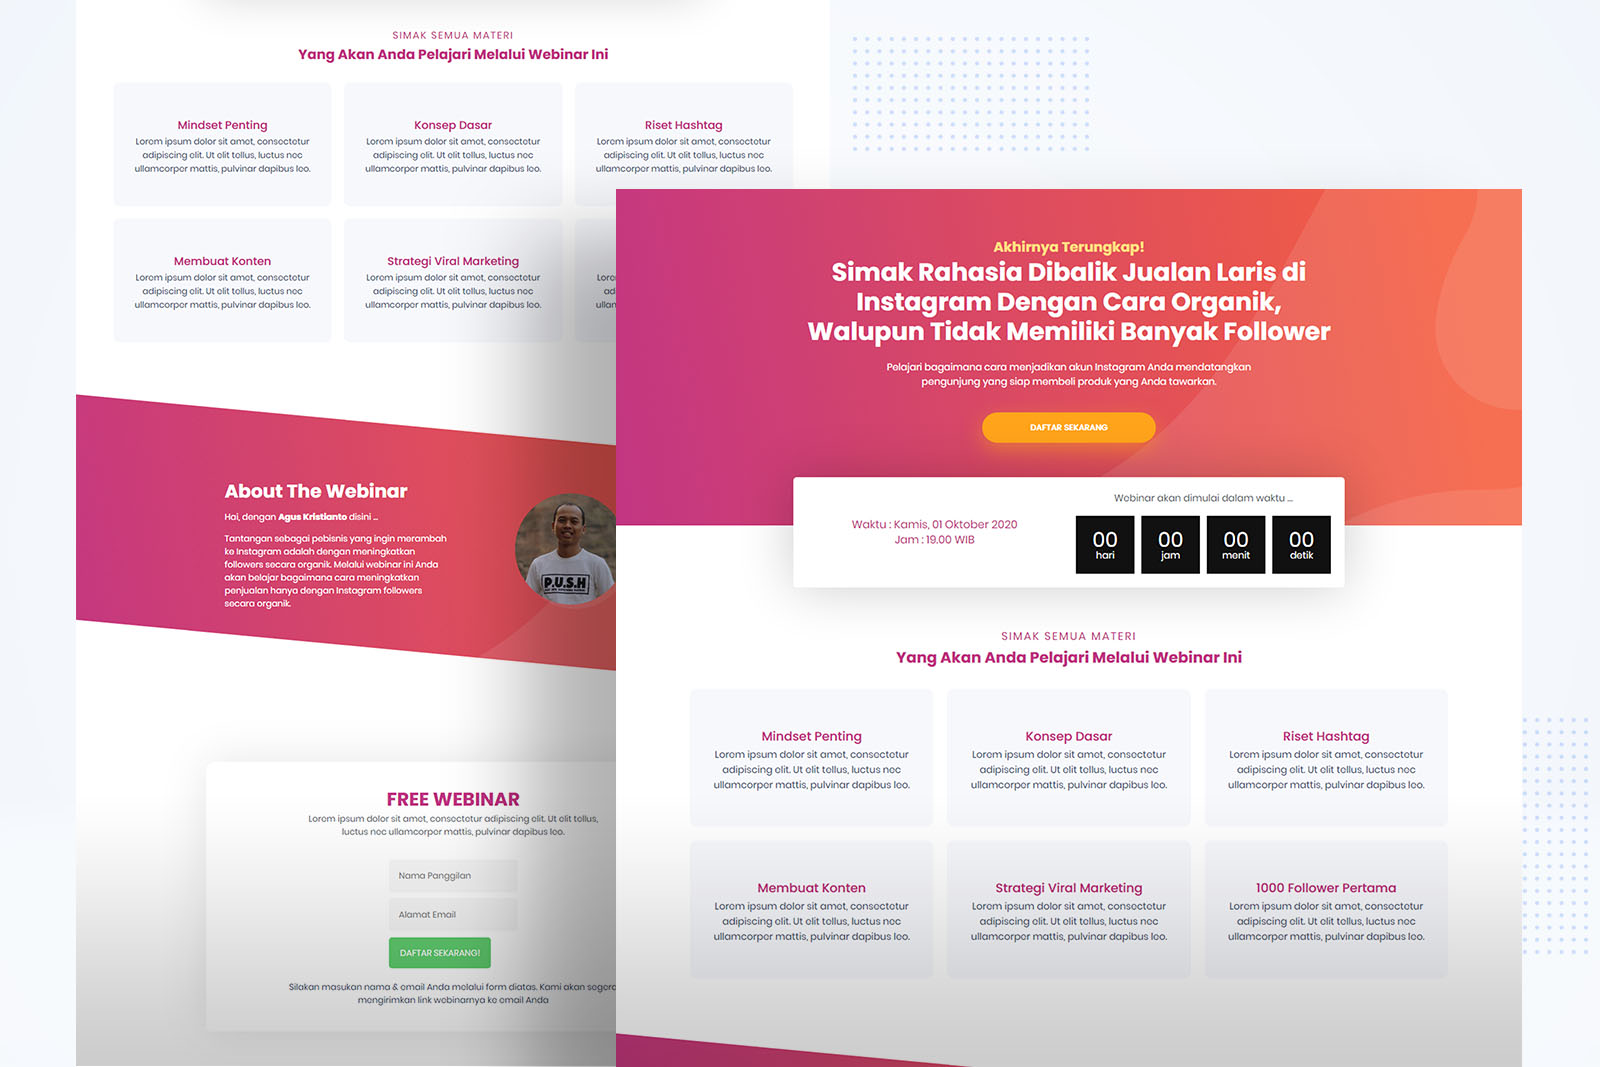 SIMAK SEMUA MATERI
Yang Akan Anda Pelajari Melalui Webinar Ini
Mindset Penting
Lorem ipsum dolor sit amet, consectetur
adipiscing elit. Ut elit tellus, luctus nec
ullamcorper mattis, pulvinar dapibus leo.
Konsep Dasar
Lorem ipsum dolor sit amet, consectetur
adipiscing elit. Ut elit tellus, luctus nec
ullamcorper mattis, pulvinar dapibus leo.
Riset Hashtag
Lorem ipsum dolor sit amet, consectetur
adipiscing elit. Ut elit tellus, luctus nec
ullamcorper mattis, pulvinar dapibus leo.
Membuat Konten
Lorem ipsum dolor sit amet, consectetur
adipiscing elit. Ut elit tellus, luctus nec
ullamcorper mattis, pulvinar dapibus leo.
Strategi Viral Marketing
Lorem ipsum dolor sit amet, consectetur
adipiscing elit. Ut elit tellus, luctus nec
ullamcorper mattis, pulvinar dapibus leo.
About The Webinar
Hai, dengan Agus Kristianto disini ...
Tantangan sebagai pebisnis yang ingin merambah
ke Instagram adalah dengan meningkatkan
followers secara organik. Melalui webinar ini Anda
akan belajar bagaimana cara meningkatkan
penjualan hanya dengan Instagram followers
secara organik.
P.U.S.H
FREE WEBINAR
Lorem ipsum dolor sit amet, consectetur adipiscing elit. Ut elit tellus,
luctus nec ullamcorper mattis, pulvinar dapibus leo.
Nama Panggilan
Alamat Email
DAFTAR SEKARANG!
Silakan masukan nama & email Anda melalui form diatas. Kami akan segera
mengirimkan link webinarnya ke email Anda
Akhirnya Terungkap!
Simak Rahasia Dibalik Jualan Laris di
Instagram Dengan Cara Organik,
Walupun Tidak Memiliki Banyak Follower
Pelajari bagaimana cara menjadikan akun Instagram Anda mendatangkan
pengunjung yang siap membeli produk yang Anda tawarkan.
DAFTAR SEKARANG
Waktu : Kamis, 01 Oktober 2020
Jam : 19.00 WIB
Webinar akan dimulai dalam waktu ...
00 00 00 00
hari jam menit detik
SIMAK SEMUA MATERI
Yang Akan Anda Pelajari Melalui Webinar Ini
Mindset Penting
Lorem ipsum dolor sit amet, consectetur
adipiscing elit. Ut elit tellus, luctus nec
ullamcorper mattis, pulvinar dapibus leo.
Konsep Dasar
Lorem ipsum dolor sit amet, consectetur
adipiscing elit. Ut elit tellus, luctus nec
ullamcorper mattis, pulvinar dapibus leo.
Riset Hashtag
Lorem ipsum dolor sit amet, consectetur
adipiscing elit. Ut elit tellus, luctus nec
ullamcorper mattis, pulvinar dapibus leo.
Membuat Konten
Lorem ipsum dolor sit amet, consectetur
adipiscing elit. Ut elit tellus, luctus nec
ullamcorper mattis, pulvinar dapibus leo.
Strategi Viral Marketing
Lorem ipsum dolor sit amet, consectetur
adipiscing elit. Ut elit tellus, luctus nec
ullamcorper mattis, pulvinar dapibus leo.
1000 Follower Pertama
Lorem ipsum dolor sit amet, consectetur
adipiscing elit. Ut elit tellus, luctus nec
ullamcorper mattis, pulvinar dapibus leo.